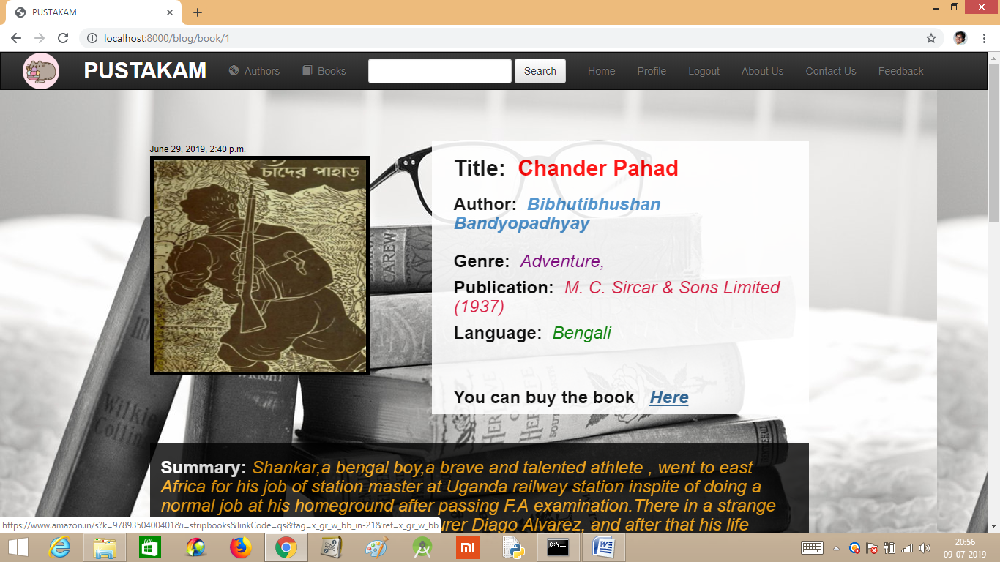 PUSTAKAM
localhost:8000/blog/book/1
PUSTAKAM Authors Books Search Home Profile Logout About Us Contact Us Feedback
June 29, 2019, 2:40 p.m.
চাঁদের পাহাড়
Title: Chander Pahad
Author: Bibhutibhushan
Bandyopadhyay
Genre: Adventure,
Publication: M. C. Sircar & Sons Limited
(1937)
Language: Bengali
You can buy the book Here
CAREW
Wilkie
Collins
Summary: Shankar,a bengal boy,a brave and talented athlete , went to east
Africa for his job of station master at Uganda railway station inspite of doing a
normal job at his homeground after passing F.A examination.There in a strange
urer Diago Alvarez, and after that his life
https://www.amazon.in/s?k=9789350400401&i=stripbooks&linkCode=qs&tag=x_gr_w_bb_in-21&ref=x_gr_w_bb
20:56
09-07-2019